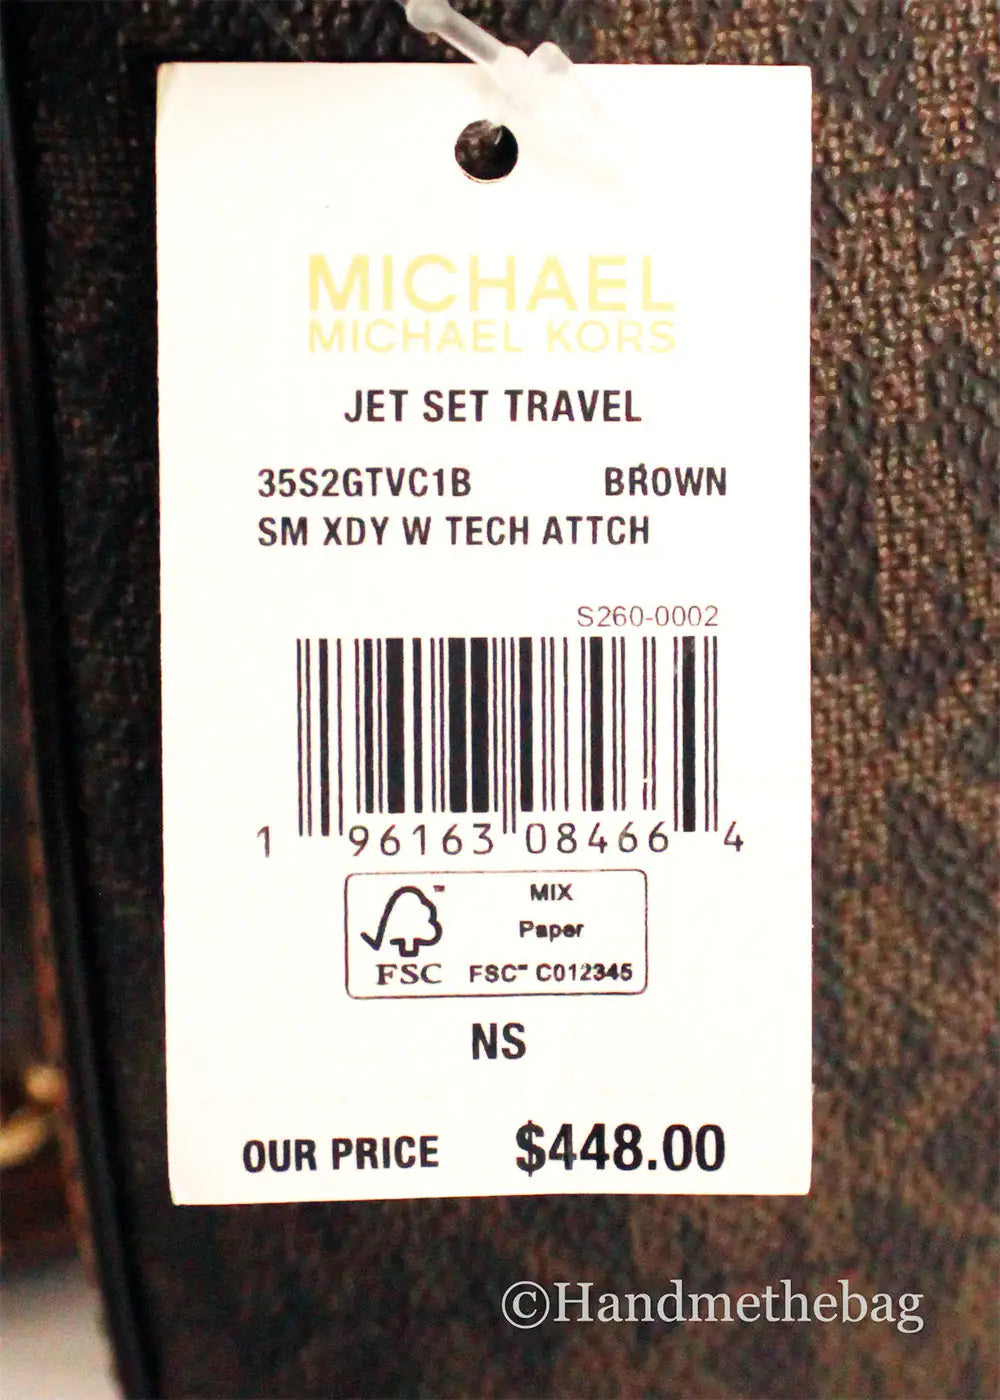 MICHAEL
MICHAEL KORS
JET SET TRAVEL
35S2GTVC1B BROWN
SM XDY W TECH ATTCH
S260-0002
1 96163 08466 4
MIX
Paper
FSC™ C012345
™
FSC
NS
OUR PRICE $448.00
©Handmethebag